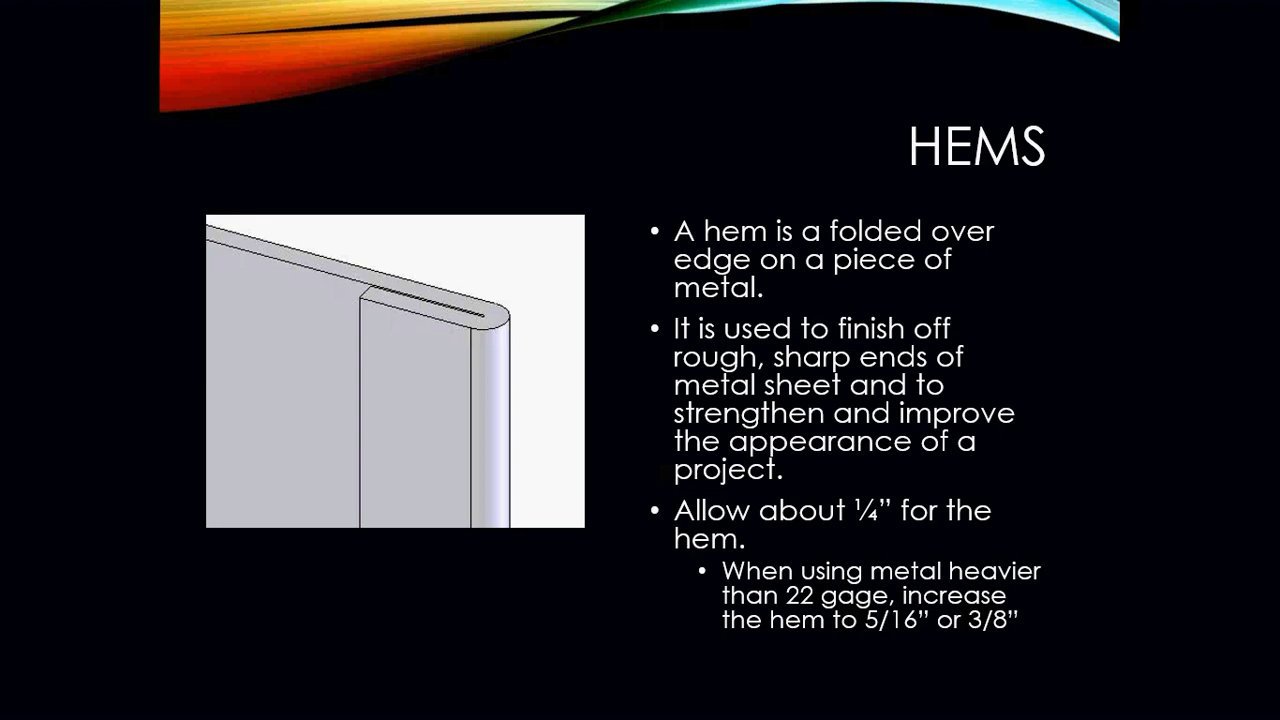 HEMS
• A hem is a folded over
edge on a piece of
metal.
• It is used to finish off
rough, sharp ends of
metal sheet and to
strengthen and improve
the appearance of a
project.
• Allow about ¼” for the
hem.
• When using metal heavier
than 22 gage, increase
the hem to 5/16” or 3/8”